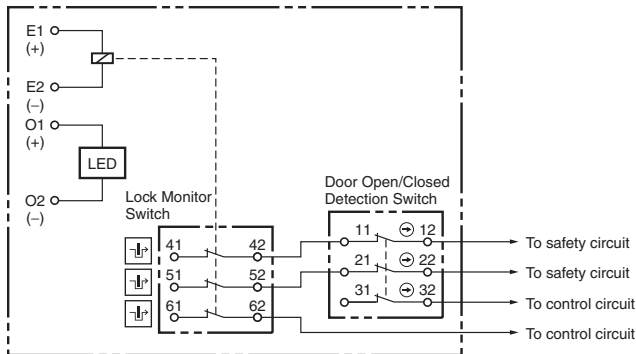 E1
(+)
E2
(−)
O1
(+)
LED
O2
(−)
Lock Monitor
Switch
Door Open/Closed
Detection Switch
41 42
51 52
61 62
11 12
21 22
31 32
To safety circuit
To safety circuit
To control circuit
To control circuit